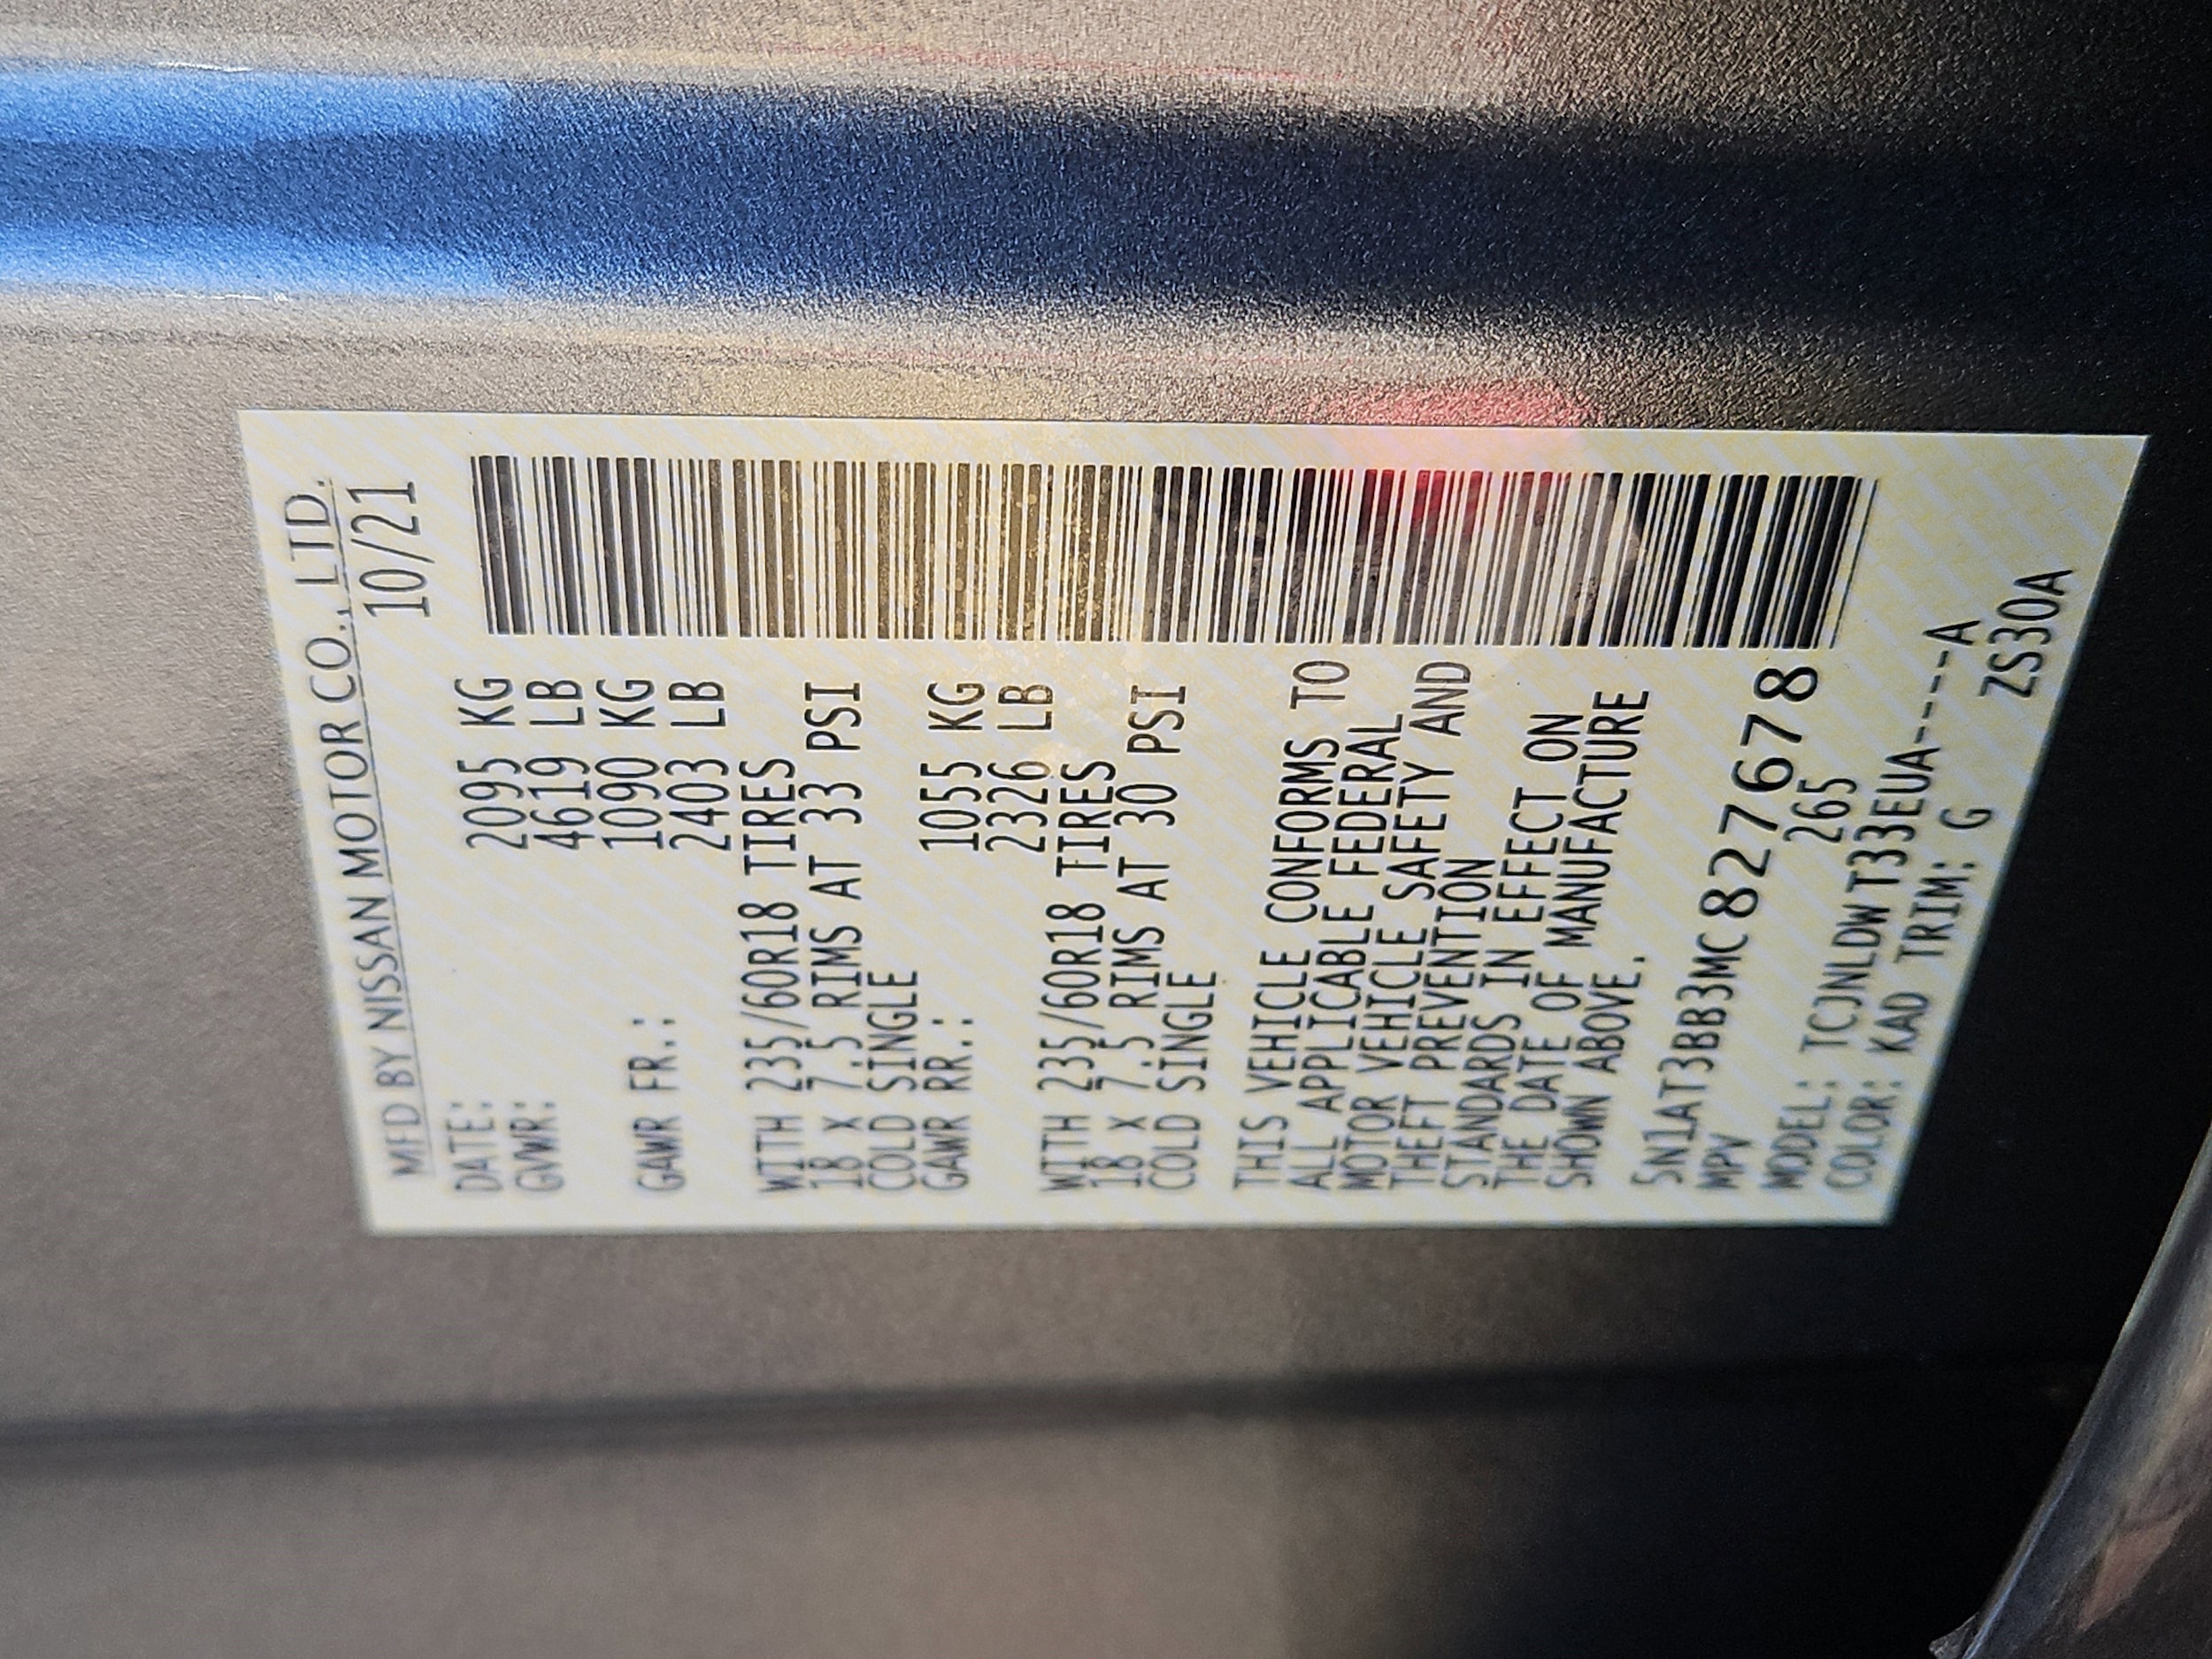 MFD BY NISSAN MOTOR CO., LTD.
DATE: 10/21
GVWR: 2095 KG
4619 LB
GAWR FR.: 1090 KG
2403 LB
WITH 235/60R18 TIRES
18 X 7.5 RIMS AT 33 PSI
COLD SINGLE
GAWR RR.: 1055 KG
2326 LB
WITH 235/60R18 TIRES
18 X 7.5 RIMS AT 30 PSI
COLD SINGLE
THIS VEHICLE CONFORMS TO
ALL APPLICABLE FEDERAL
MOTOR VEHICLE SAFETY AND
THEFT PREVENTION
STANDARDS IN EFFECT ON
THE DATE OF MANUFACTURE
SHOWN ABOVE.
5N1AT3BB3MC827678
MPV 265
MODEL: TCJNLDWT33EUA-----A
COLOR: KAD TRIM: G
ZS30A